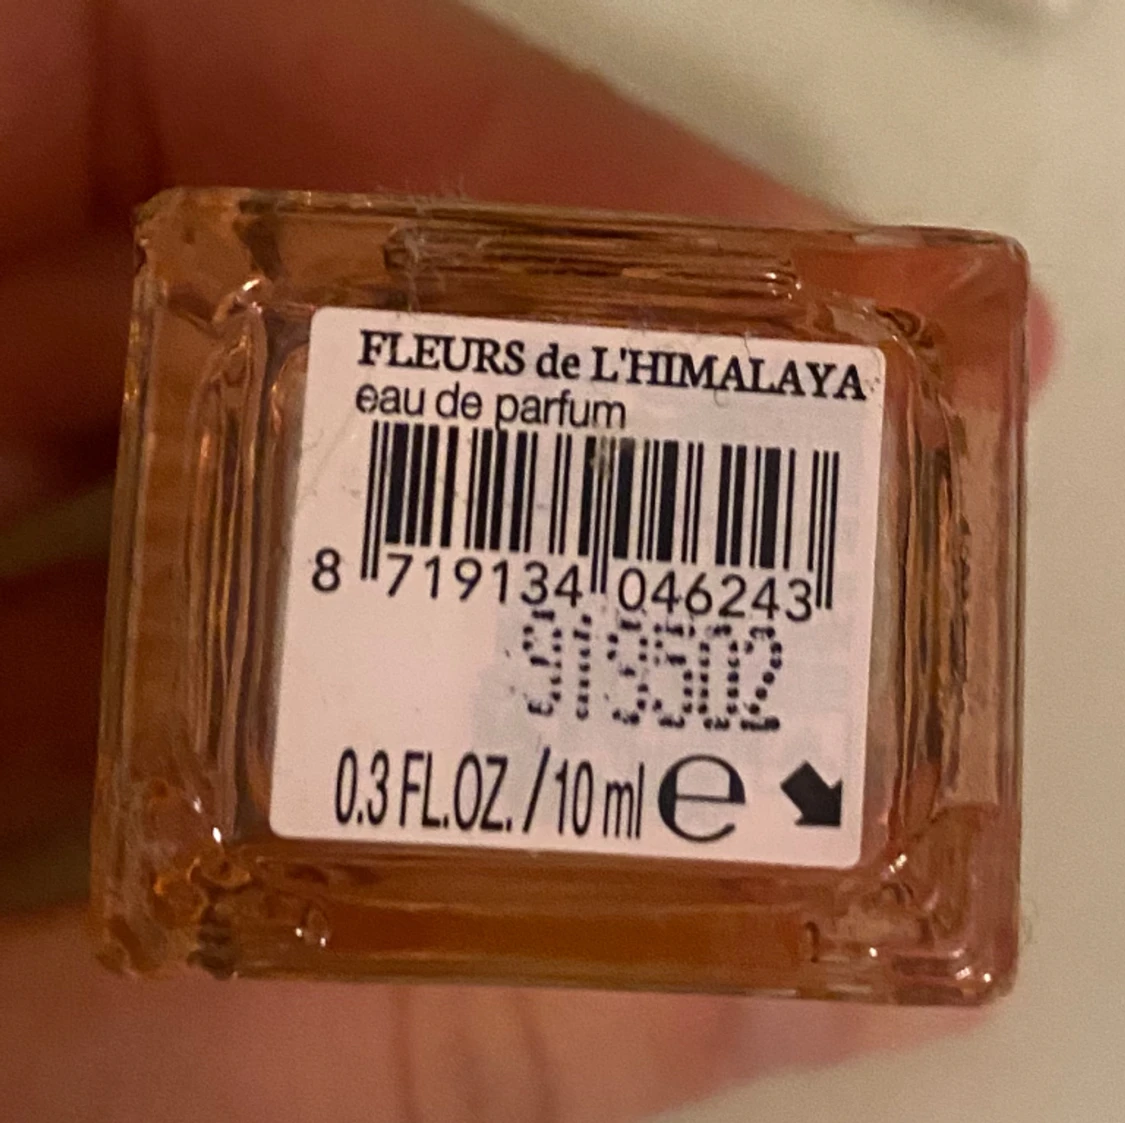 FLEURS de L'HIMALAYA
eau de parfum
8 719134 046243
919502
0.3 FL.OZ. / 10 ml e